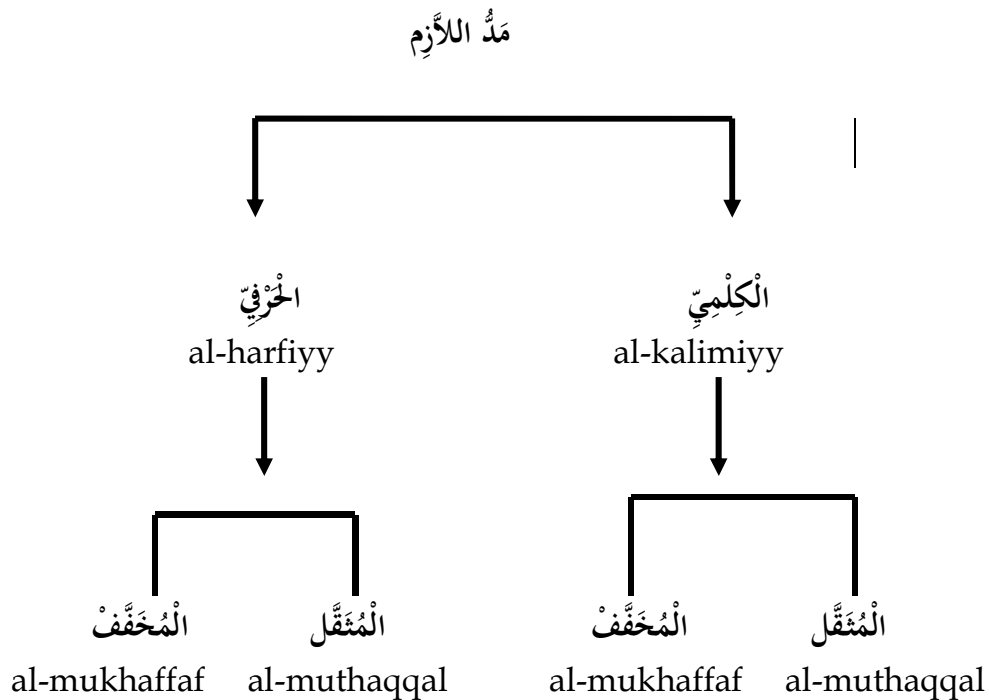 مَدُّ اللاَّزِم
الْحَرْفِيِّ الْكِلْمِيِّ
al-harfiyy al-kalimiyy
الْمُخَفَّفْ الْمُثَقَّل الْمُخَفَّفْ الْمُثَقَّل
al-mukhaffaf al-muthaqqal al-mukhaffaf al-muthaqqal